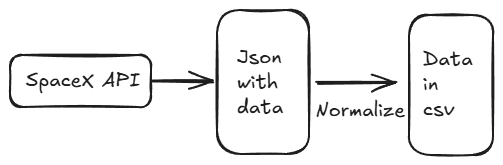 SpaceX API
Json
with
data
Normalize
Data
in
csv